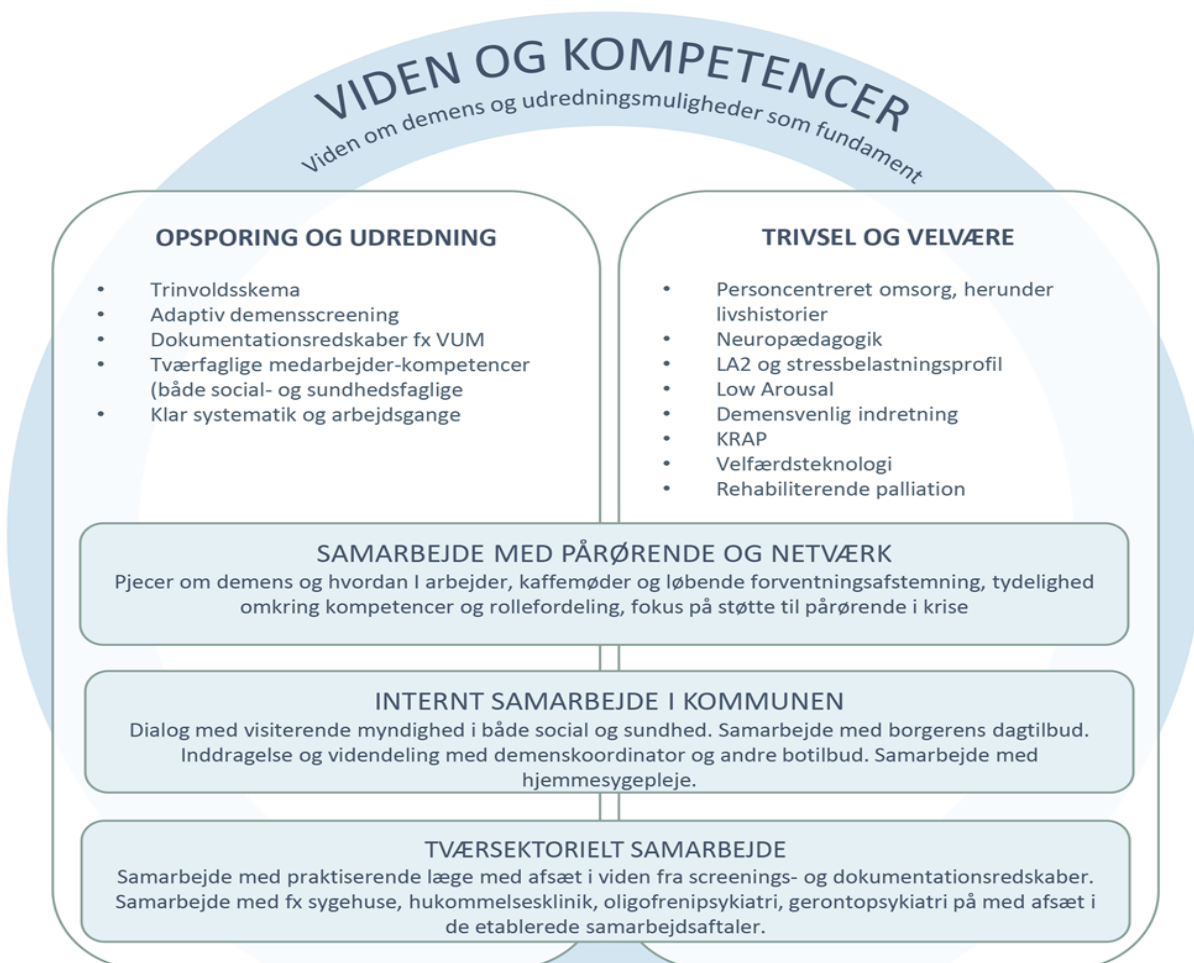 VIDEN OG KOMPETENCER
Viden om demens og udredningsmuligheder som fundament
OPSPORING OG UDREDNING
• Trinvoldsskema
• Adaptiv demensscreening
• Dokumentationsredskaber fx VUM
• Tværfaglige medarbejder-kompetencer
(både social- og sundhedsfaglige
• Klar systematik og arbejdsgange
TRIVSEL OG VELVÆRE
• Personcentreret omsorg, herunder
livshistorier
• Neuropædagogik
• LA2 og stressbelastningsprofil
• Low Arousal
• Demensvenlig indretning
• KRAP
• Velfærdsteknologi
• Rehabiliterende palliation
SAMARBEJDE MED PÅRØRENDE OG NETVÆRK
Pjecer om demens og hvordan I arbejder, kaffemøder og løbende forventningsafstemning, tydelighed
omkring kompetencer og rollefordeling, fokus på støtte til pårørende i krise
INTERNT SAMARBEJDE I KOMMUNEN
Dialog med visiterende myndighed i både social og sundhed. Samarbejde med borgerens dagtilbud.
Inddragelse og videndeling med demenskoordinator og andre botilbud. Samarbejde med
hjemmesygepleje.
TVÆRSEKTORIELT SAMARBEJDE
Samarbejde med praktiserende læge med afsæt i viden fra screenings- og dokumentationsredskaber.
Samarbejde med fx sygehuse, hukommelsesklinik, oligofrenipsykiatri, gerontopsykiatri på med afsæt i
de etablerede samarbejdsaftaler.